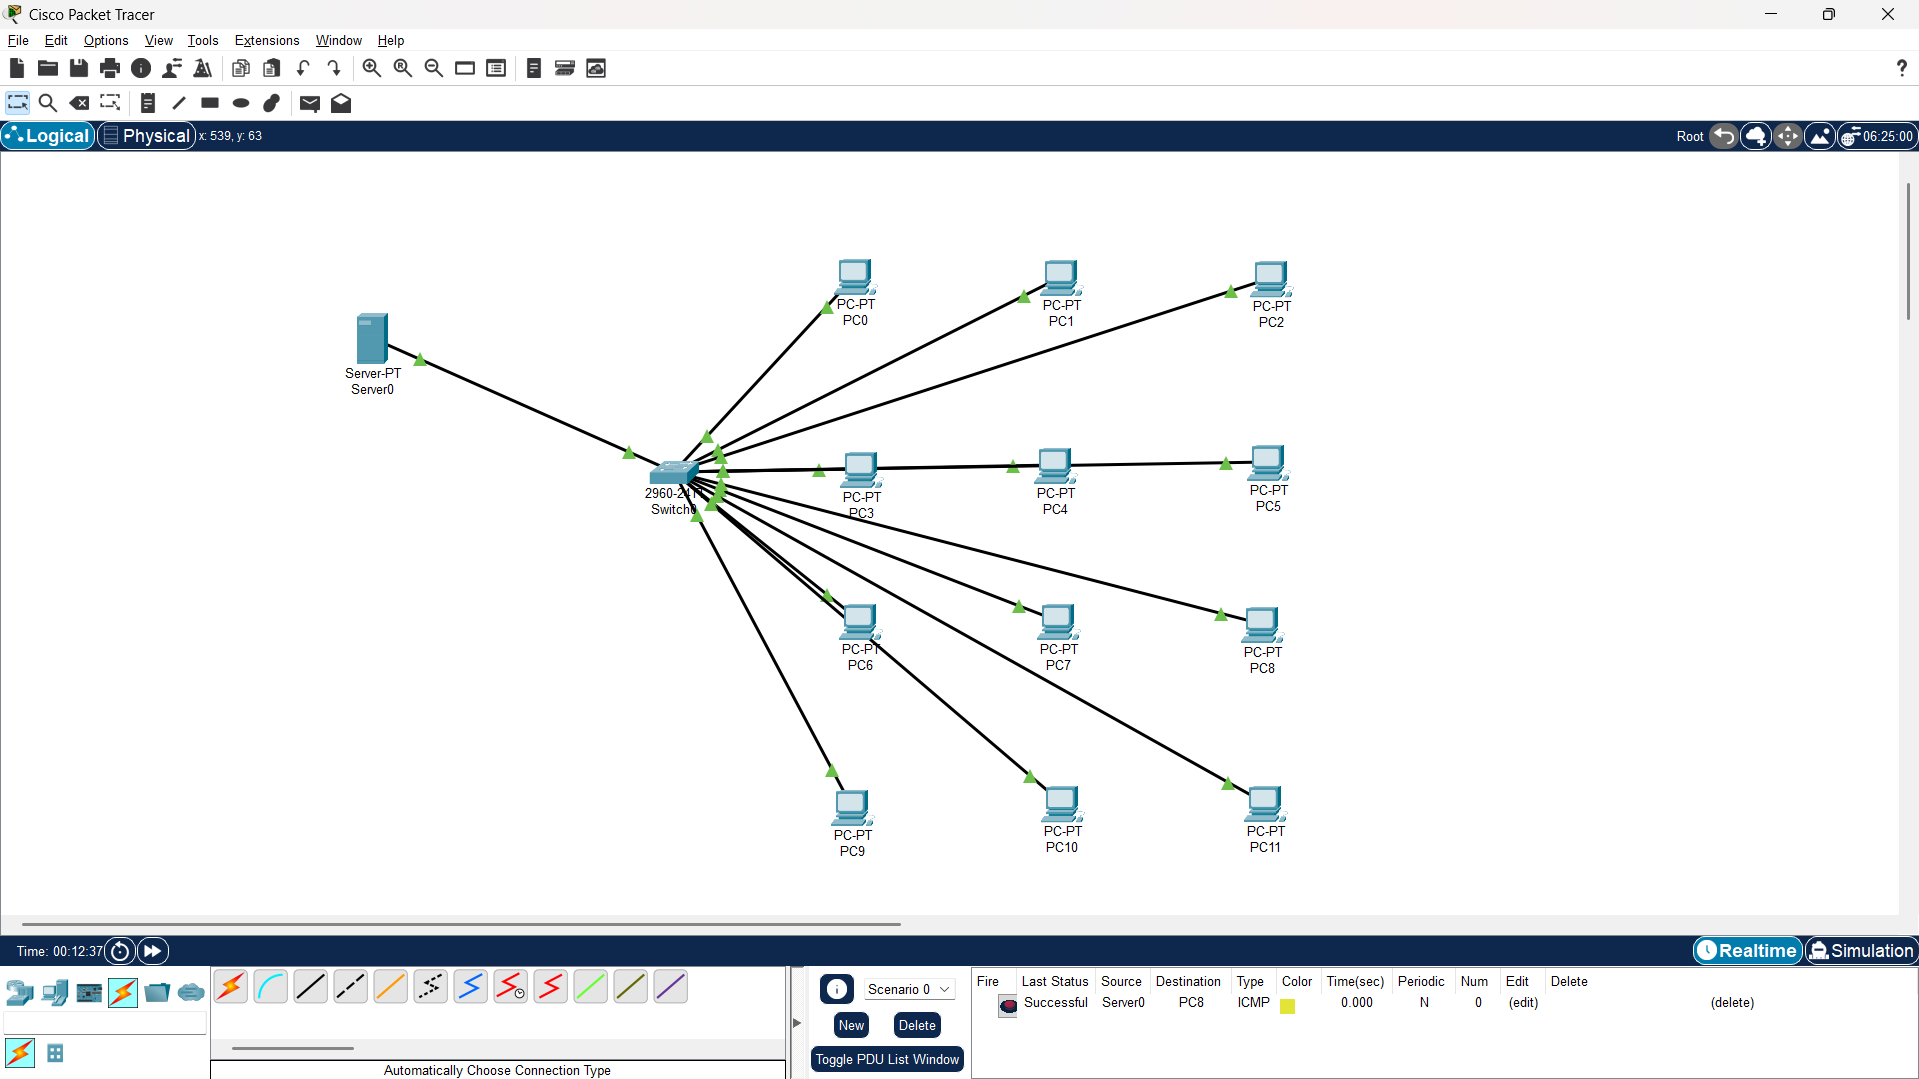 Cisco Packet Tracer
File Edit Options View Tools Extensions Window Help
?
Logical Physical x: 539, y: 63 Root 06:25:00
PC-PT
PC0
PC-PT
PC1
PC-PT
PC2
Server-PT
Server0
2960-24TT
Switch0
PC-PT
PC3
PC-PT
PC4
PC-PT
PC5
PC-PT
PC6
PC-PT
PC7
PC-PT
PC8
PC-PT
PC9
PC-PT
PC10
PC-PT
PC11
Time: 00:12:37 Realtime Simulation
Scenario 0
New Delete
Toggle PDU List Window
Fire Last Status Source Destination Type Color Time(sec) Periodic Num Edit Delete
Successful Server0 PC8 ICMP 0.000 N 0 (edit) (delete)
Automatically Choose Connection Type